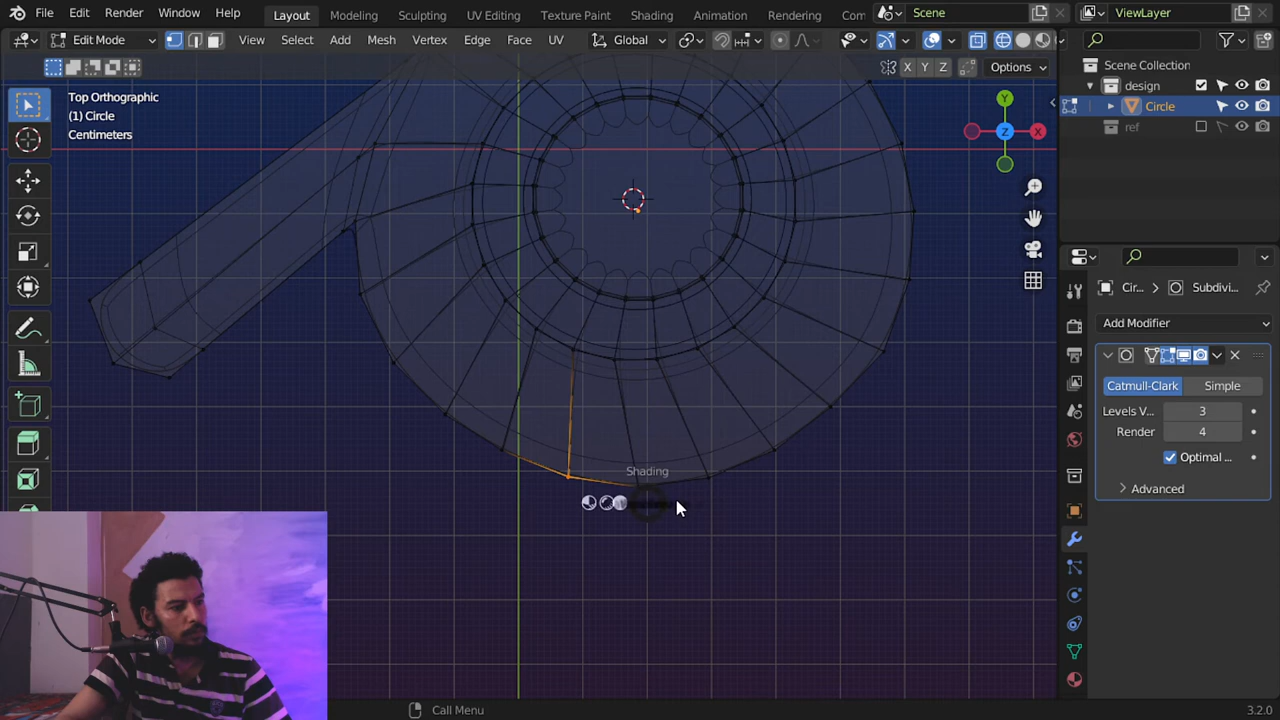 File Edit Render Window Help Layout Modeling Sculpting UV Editing Texture Paint Shading Animation Rendering Com Scene ViewLayer
Edit Mode View Select Add Mesh Vertex Edge Face UV Global
X Y Z Options
Scene Collection
design
Circle
ref
Top Orthographic
(1) Circle
Centimeters
Y
X
Z
Cir... > Subdivi...
Add Modifier
Catmull-Clark Simple
Levels V... 3
Render 4
Optimal ...
Advanced
Shading
Call Menu 3.2.0